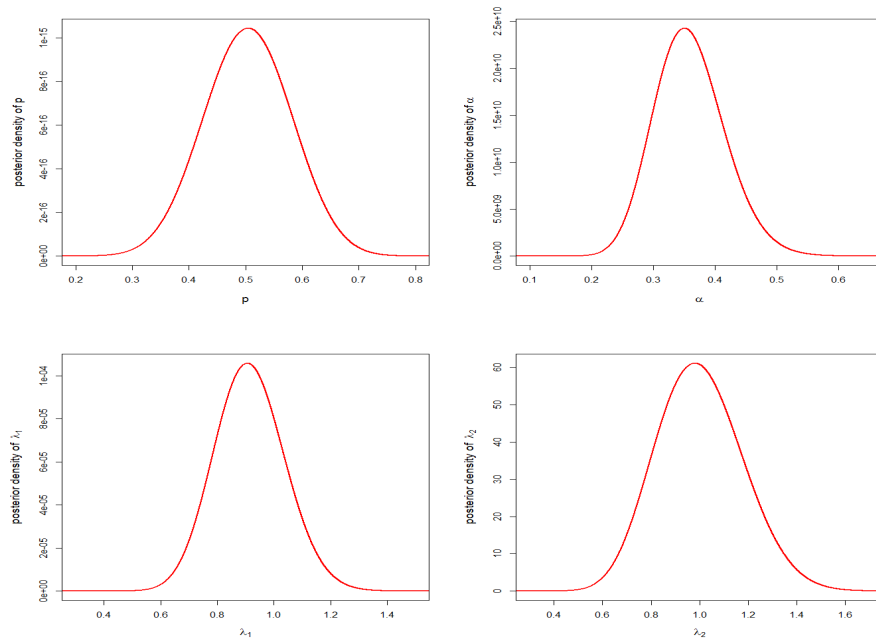 posterior density of p
0e+00 2e-16 4e-16 6e-16 8e-16 1e-15
0.2 0.3 0.4 0.5 0.6 0.7 0.8
p
posterior density of α
0.0e+00 5.0e+09 1.0e+10 1.5e+10 2.0e+10 2.5e+10
0.1 0.2 0.3 0.4 0.5 0.6
α
posterior density of λ₁
0e+00 2e-05 4e-05 6e-05 8e-05 1e-04
0.4 0.6 0.8 1.0 1.2 1.4
λ₁
posterior density of λ₂
0 10 20 30 40 50 60
0.4 0.6 0.8 1.0 1.2 1.4 1.6
λ₂